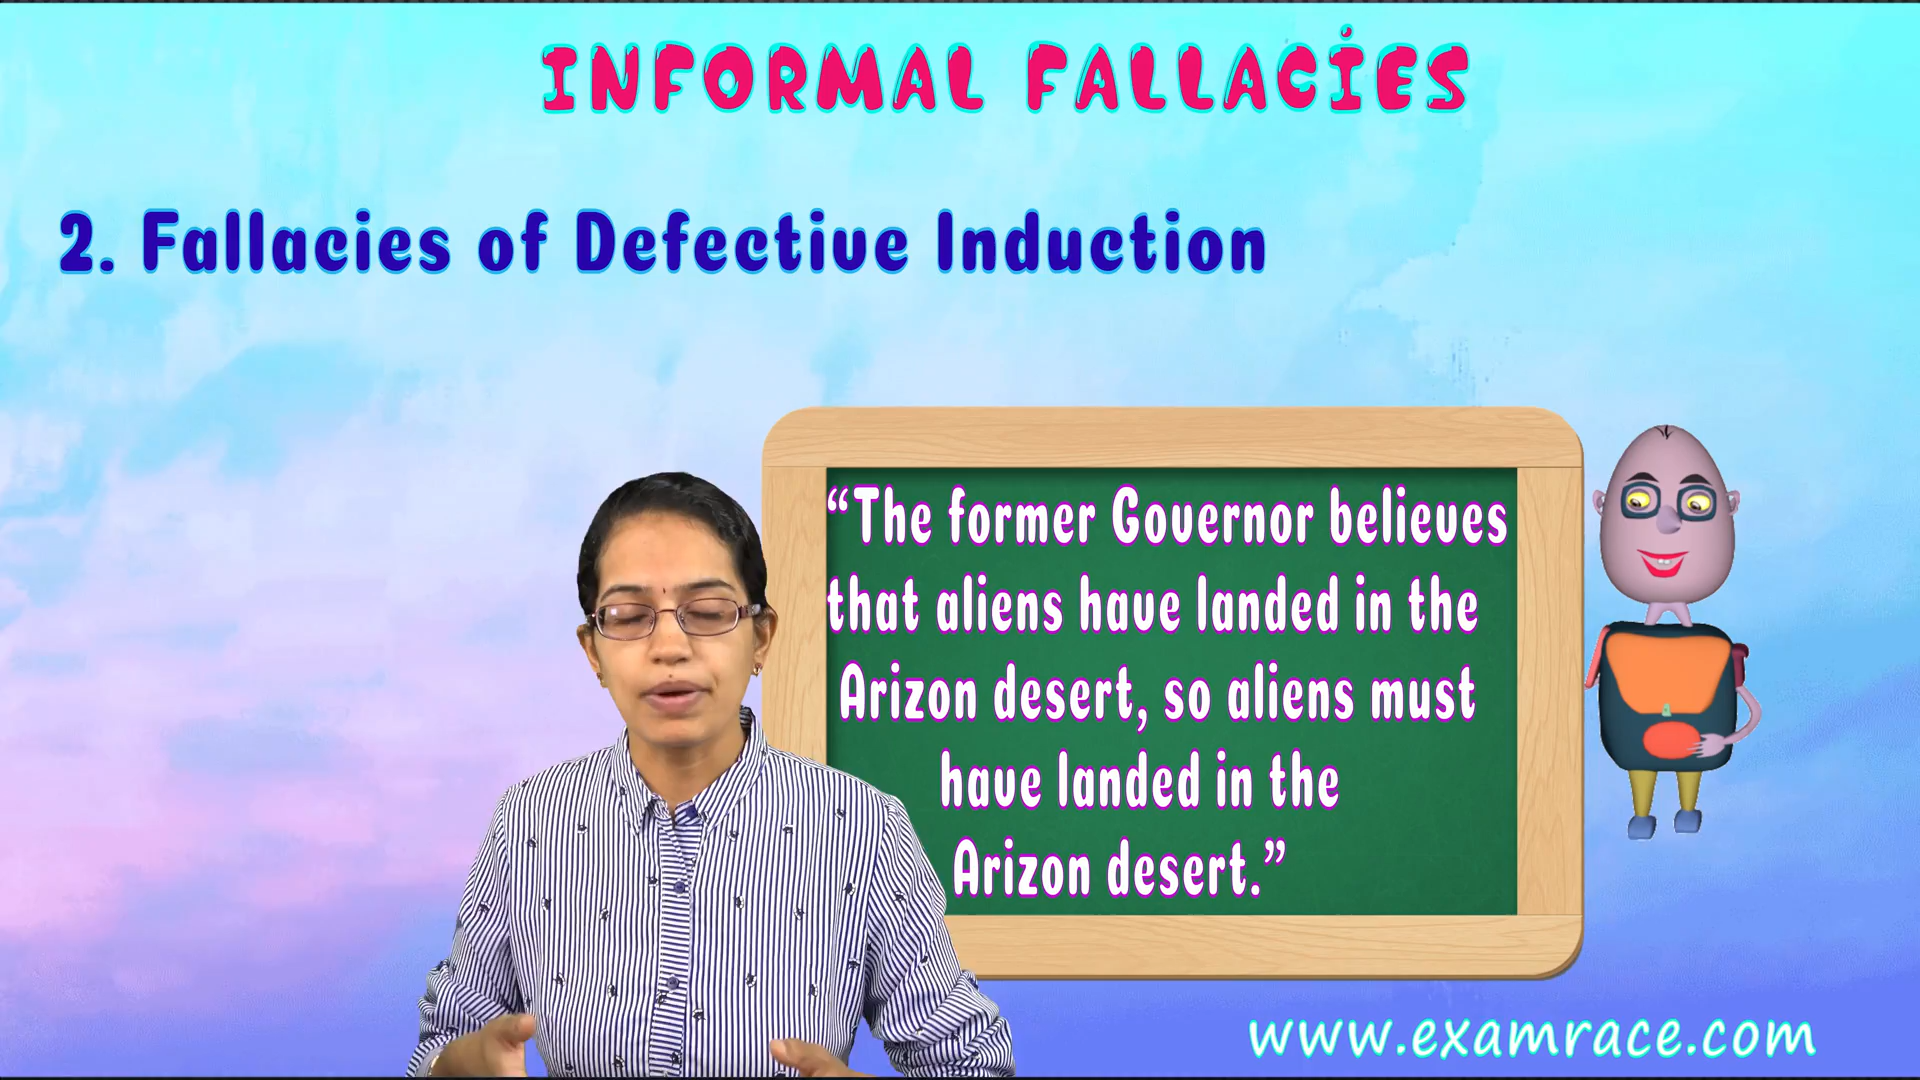 INFORMAL FALLACIES
2. Fallacies of Defective Induction
“The former Governor believes
that aliens have landed in the
Arizon desert, so aliens must
have landed in the
Arizon desert.”
www.examrace.com